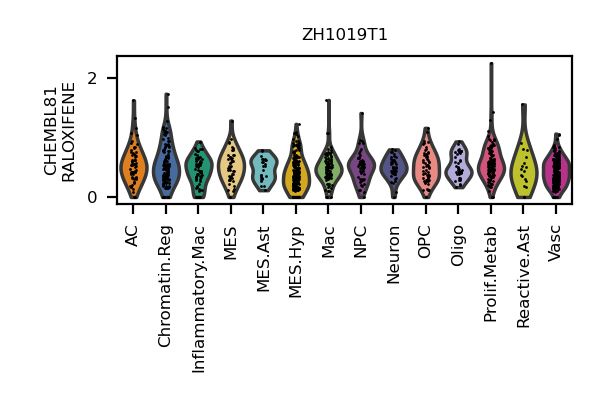 ZH1019T1
CHEMBL81
RALOXIFENE
2
0
AC
Chromatin.Reg
Inflammatory.Mac
MES
MES.Ast
MES.Hyp
Mac
NPC
Neuron
OPC
Oligo
Prolif.Metab
Reactive.Ast
Vasc